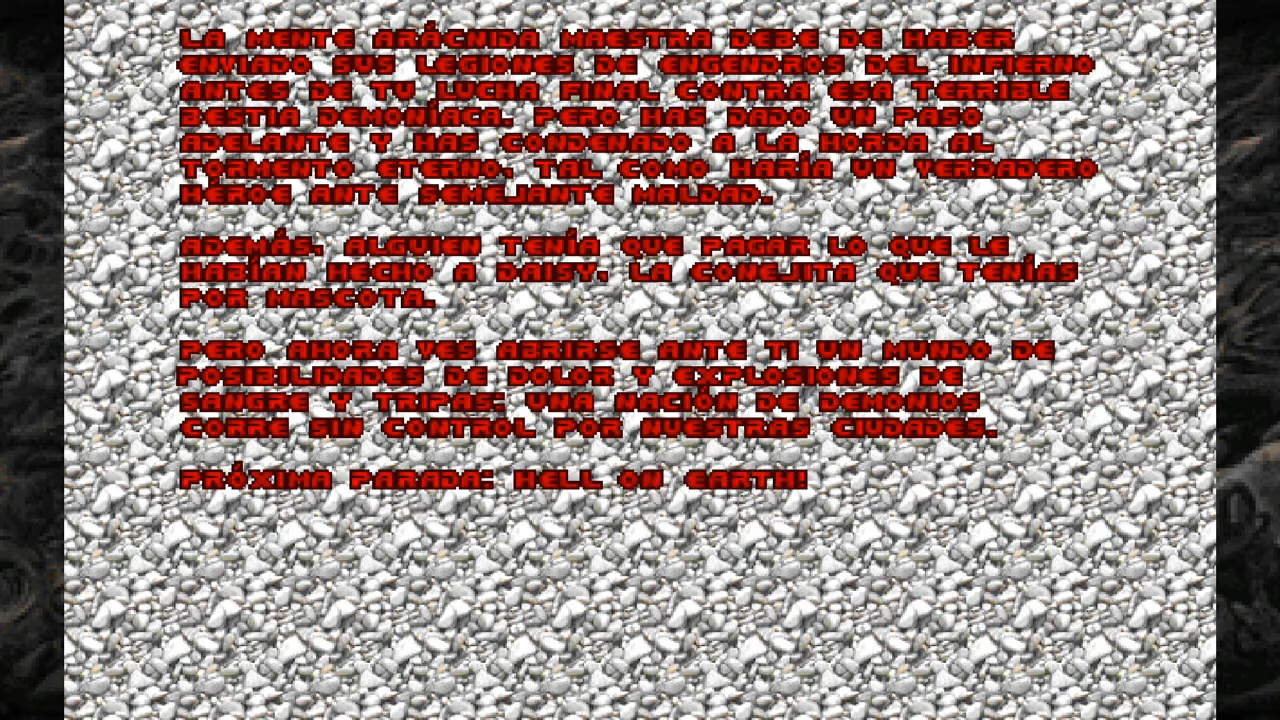 LA MENTE ARÁCNIDA MAESTRA DEBE DE HABER
ENVIADO SUS LEGIONES DE ENGENDROS DEL INFIERNO
ANTES DE TU LUCHA FINAL CONTRA ESA TERRIBLE
BESTIA DEMONÍACA. PERO HAS DADO UN PASO
ADELANTE Y HAS CONDENADO A LA HORDA AL
TORMENTO ETERNO, TAL COMO HARÍA UN VERDADERO
HÉROE ANTE SEMEJANTE MALDAD.
ADEMÁS, ALGUIEN TENÍA QUE PAGAR LO QUE LE
HABÍAN HECHO A DAISY, LA CONEJITA QUE TENÍAS
POR MASCOTA.
PERO AHORA VES ABRIRSE ANTE TI UN MUNDO DE
POSIBILIDADES DE DOLOR Y EXPLOSIONES DE
SANGRE Y TRIPAS: UNA NACIÓN DE DEMONIOS
CORRE SIN CONTROL POR NUESTRAS CIUDADES.
PRÓXIMA PARADA: HELL ON EARTH!